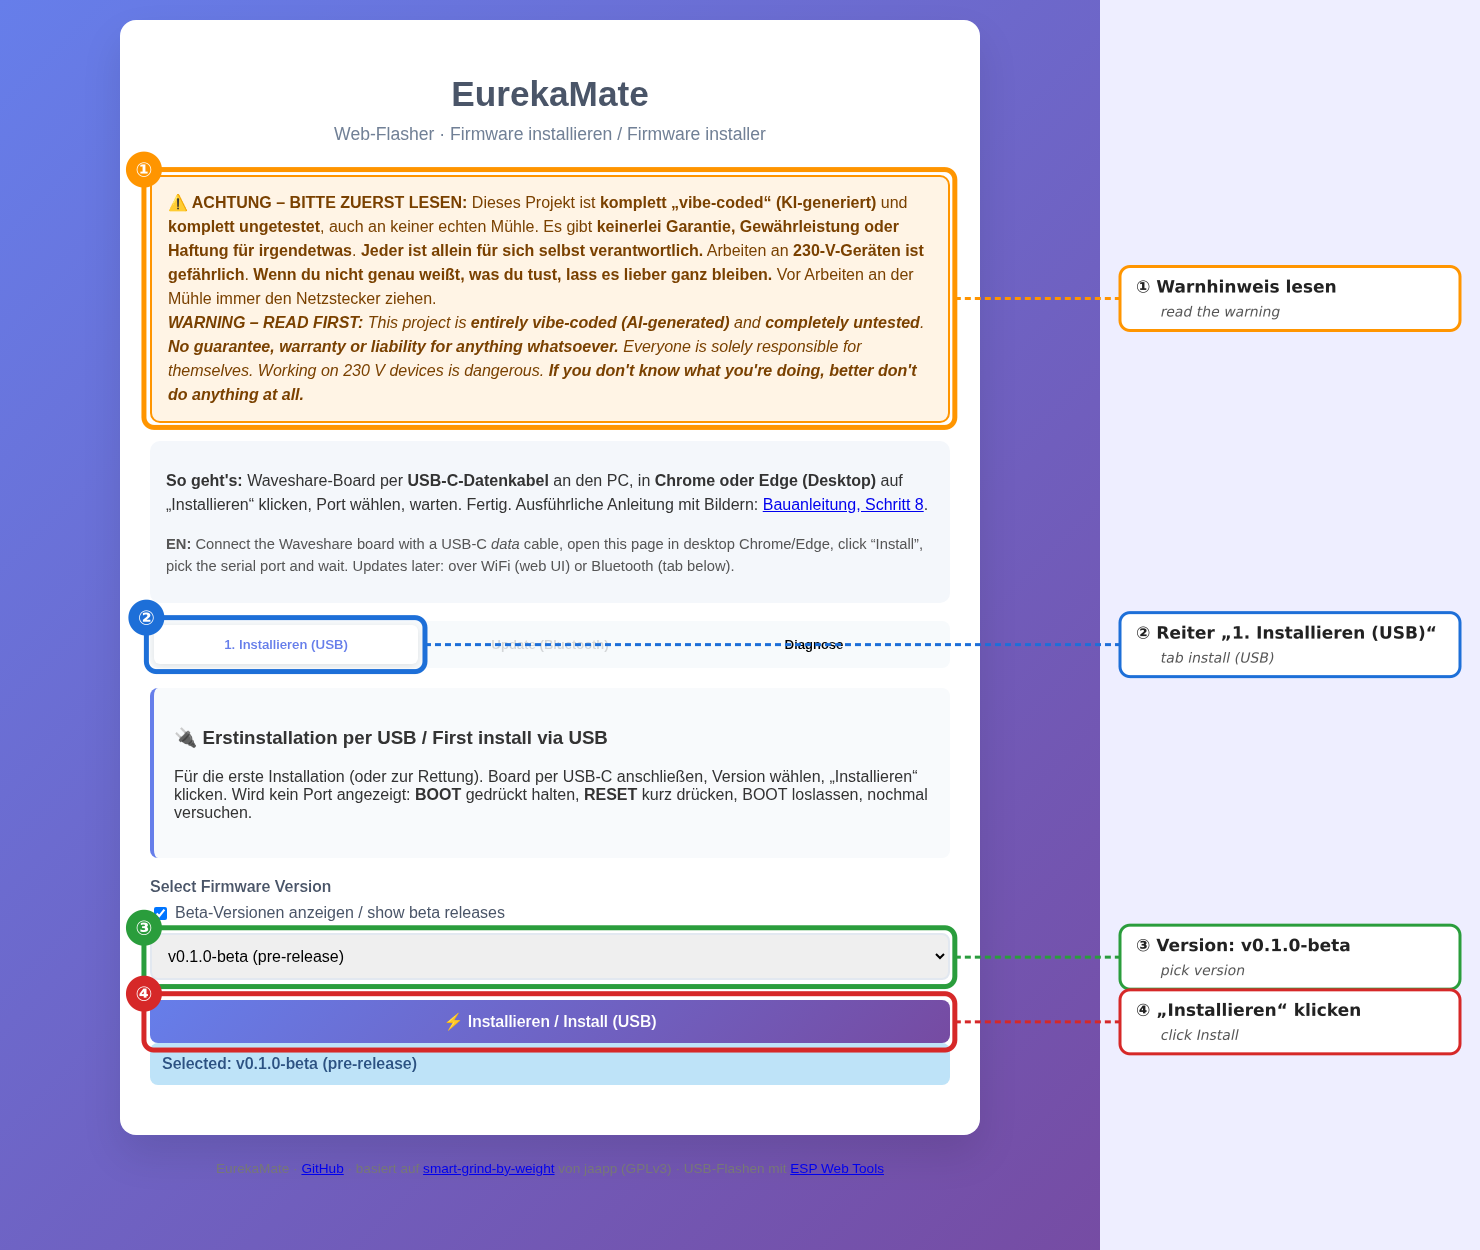 EurekaMate
Web-Flasher · Firmware installieren / Firmware installer
①
⚠️ ACHTUNG – BITTE ZUERST LESEN: Dieses Projekt ist komplett „vibe-coded“ (KI-generiert) und
komplett ungetestet, auch an keiner echten Mühle. Es gibt keinerlei Garantie, Gewährleistung oder
Haftung für irgendetwas. Jeder ist allein für sich selbst verantwortlich. Arbeiten an 230-V-Geräten ist
gefährlich. Wenn du nicht genau weißt, was du tust, lass es lieber ganz bleiben. Vor Arbeiten an der
Mühle immer den Netzstecker ziehen.
WARNING – READ FIRST: This project is entirely vibe-coded (AI-generated) and completely untested.
No guarantee, warranty or liability for anything whatsoever. Everyone is solely responsible for
themselves. Working on 230 V devices is dangerous. If you don't know what you're doing, better don't
do anything at all.
① Warnhinweis lesen
read the warning
So geht's: Waveshare-Board per USB-C-Datenkabel an den PC, in Chrome oder Edge (Desktop) auf
„Installieren“ klicken, Port wählen, warten. Fertig. Ausführliche Anleitung mit Bildern: Bauanleitung, Schritt 8.
EN: Connect the Waveshare board with a USB-C data cable, open this page in desktop Chrome/Edge, click “Install”,
pick the serial port and wait. Updates later: over WiFi (web UI) or Bluetooth (tab below).
②
1. Installieren (USB)
Update (Bluetooth)
Diagnose
② Reiter „1. Installieren (USB)“
tab install (USB)
🔌 Erstinstallation per USB / First install via USB
Für die erste Installation (oder zur Rettung). Board per USB-C anschließen, Version wählen, „Installieren“
klicken. Wird kein Port angezeigt: BOOT gedrückt halten, RESET kurz drücken, BOOT loslassen, nochmal
versuchen.
Select Firmware Version
Beta-Versionen anzeigen / show beta releases
③
v0.1.0-beta (pre-release)
③ Version: v0.1.0-beta
pick version
④
⚡ Installieren / Install (USB)
④ „Installieren“ klicken
click Install
Selected: v0.1.0-beta (pre-release)
EurekaMate · GitHub · basiert auf smart-grind-by-weight von jaapp (GPLv3) · USB-Flashen mit ESP Web Tools